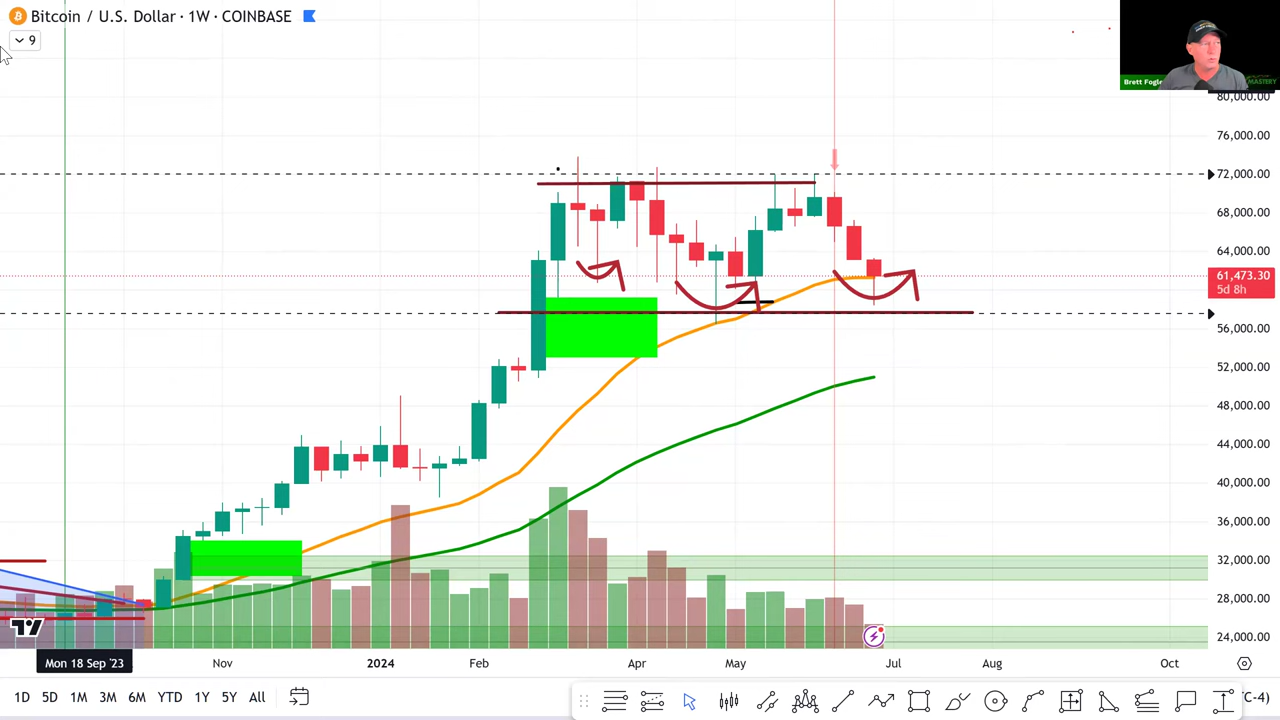 Bitcoin / U.S. Dollar · 1W · COINBASE
9
Brett Fogle
MASTERY
80,000.00
76,000.00
72,000.00
68,000.00
64,000.00
61,473.30
5d 8h
56,000.00
52,000.00
48,000.00
44,000.00
40,000.00
36,000.00
32,000.00
28,000.00
24,000.00
Mon 18 Sep '23
Nov
2024
Feb
Apr
May
Jul
Aug
Oct
1D 5D 1M 3M 6M YTD 1Y 5Y All
C-4)